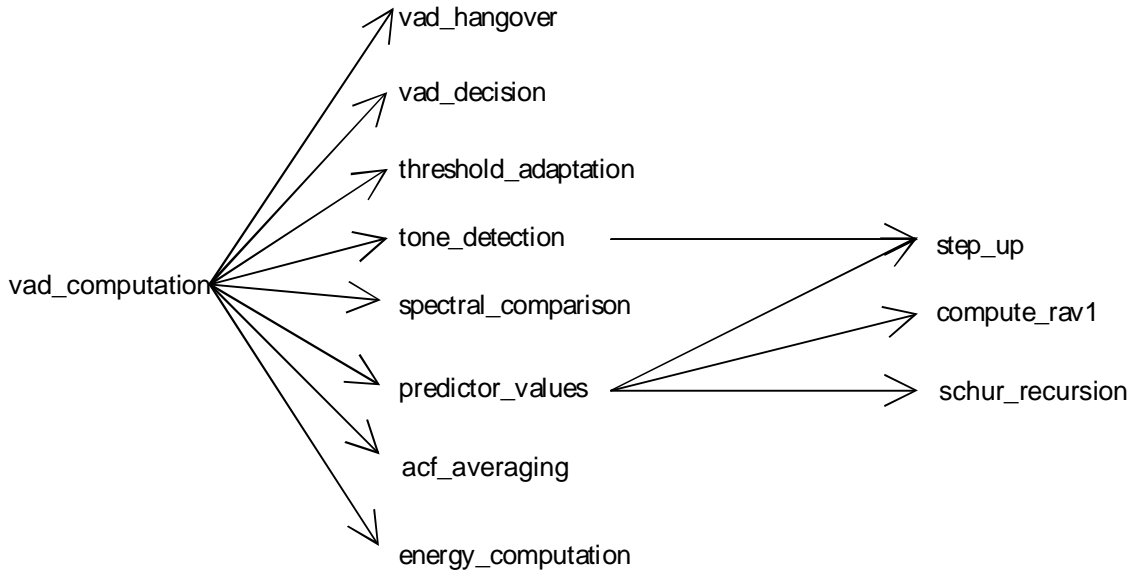 vad_hangover
vad_decision
threshold_adaptation
tone_detection
step_up
vad_computation
spectral_comparison
compute_rav1
predictor_values
schur_recursion
acf_averaging
energy_computation